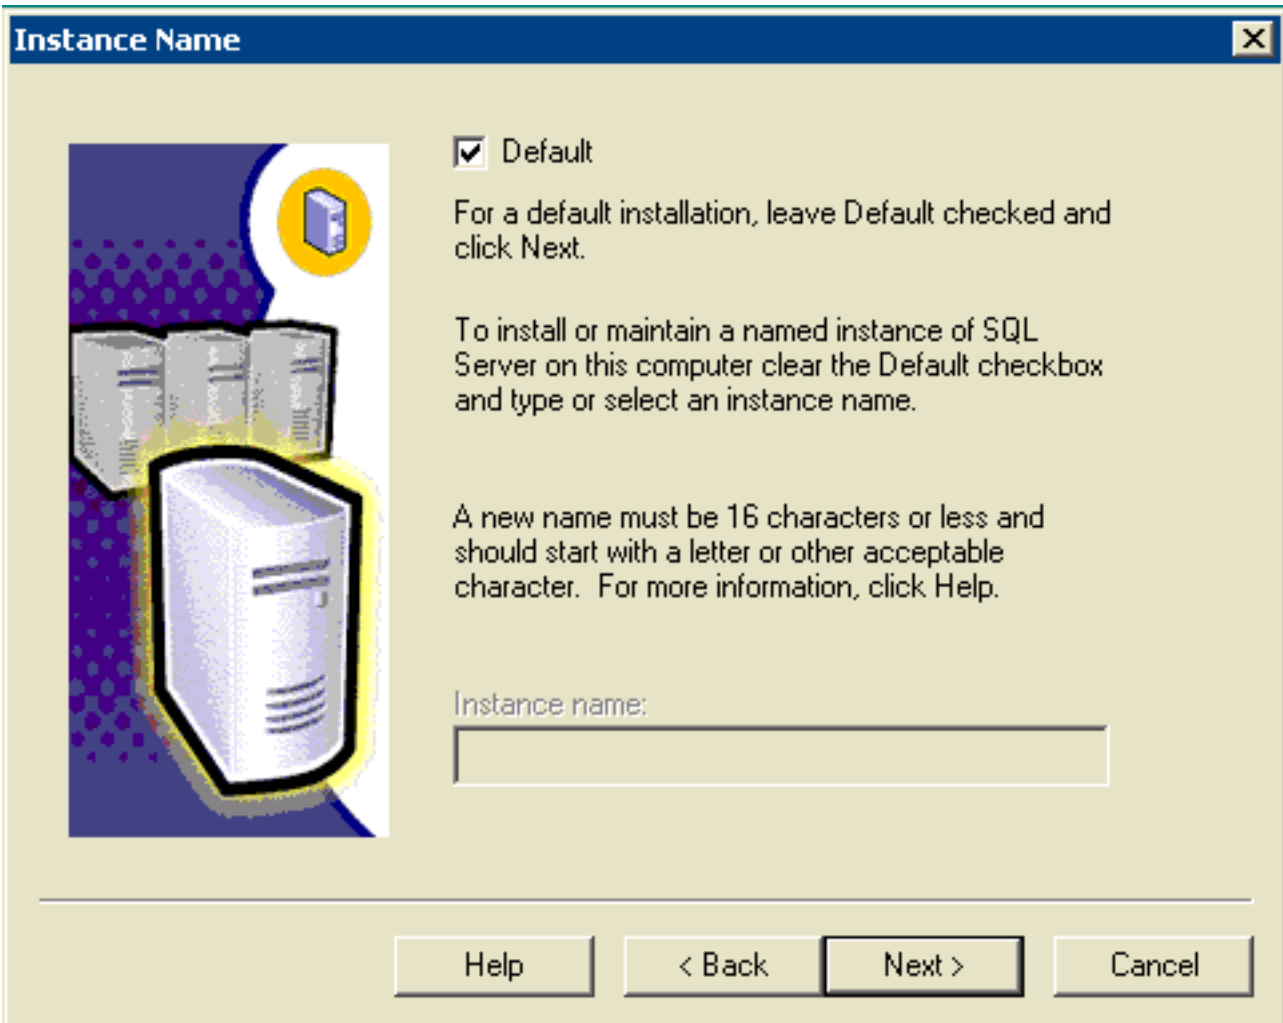 Instance Name
Default
For a default installation, leave Default checked and
click Next.
To install or maintain a named instance of SQL
Server on this computer clear the Default checkbox
and type or select an instance name.
A new name must be 16 characters or less and
should start with a letter or other acceptable
character.  For more information, click Help.
Instance name:
Help
< Back
Next >
Cancel